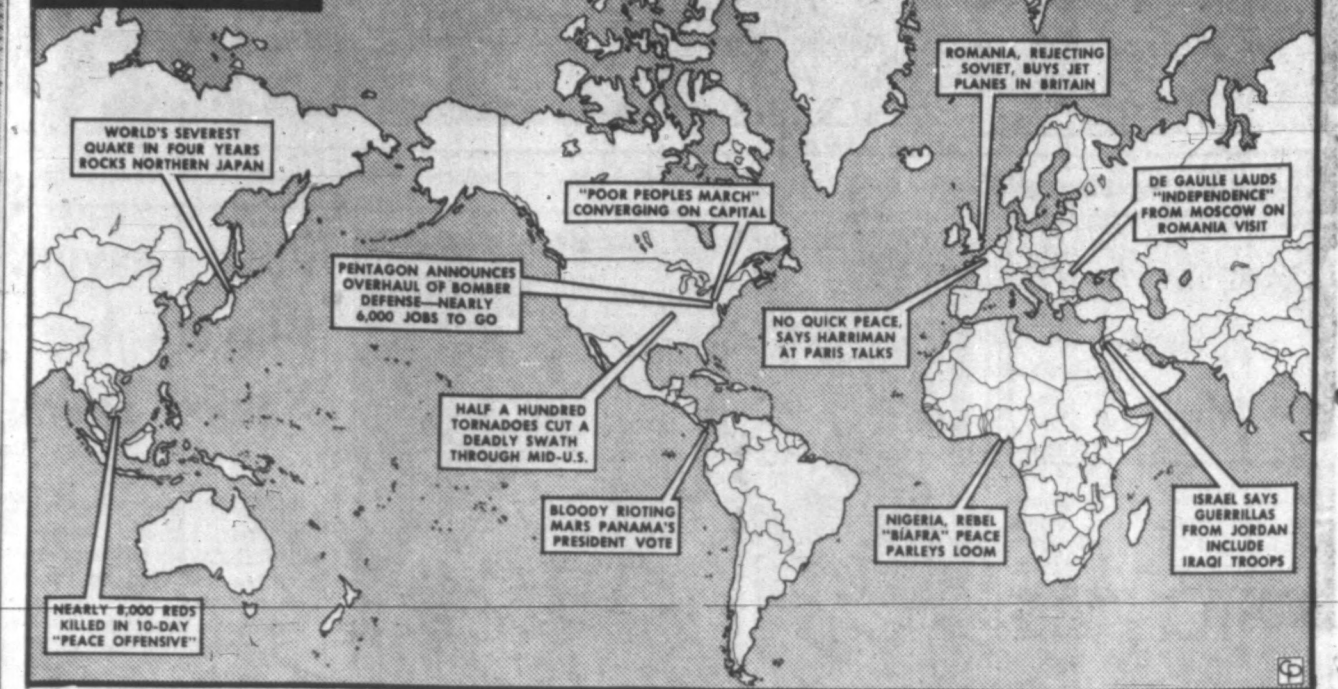 ROMANIA, REJECTING
SOVIET, BUYS JET
PLANES IN BRITAIN
WORLD'S SEVEREST
QUAKE IN FOUR YEARS
ROCKS NORTHERN JAPAN
"POOR PEOPLES MARCH"
CONVERGING ON CAPITAL
DE GAULLE LAUDS
"INDEPENDENCE"
FROM MOSCOW ON
ROMANIA VISIT
PENTAGON ANNOUNCES
OVERHAUL OF BOMBER
DEFENSE—NEARLY
6,000 JOBS TO GO
NO QUICK PEACE,
SAYS HARRIMAN
AT PARIS TALKS
HALF A HUNDRED
TORNADOES CUT A
DEADLY SWATH
THROUGH MID-U.S.
BLOODY RIOTING
MARS PANAMA'S
PRESIDENT VOTE
NIGERIA, REBEL
"BIAFRA" PEACE
PARLEYS LOOM
ISRAEL SAYS
GUERRILLAS
FROM JORDAN
INCLUDE
IRAQI TROOPS
NEARLY 8,000 REDS
KILLED IN 10-DAY
"PEACE OFFENSIVE"